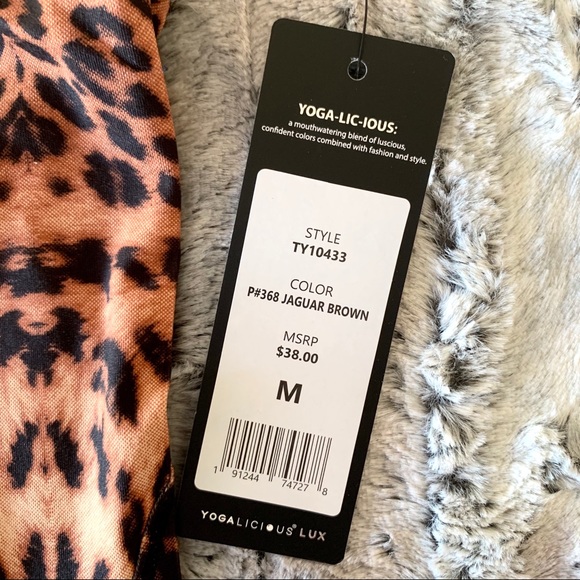 YOGA-LIC-IOUS:
a mouthwatering blend of luscious,
confident colors combined with fashion and style.
STYLE
TY10433
COLOR
P#368 JAGUAR BROWN
MSRP
$38.00
M
1 91244 74727 8
YOGALICIOUS® LUX